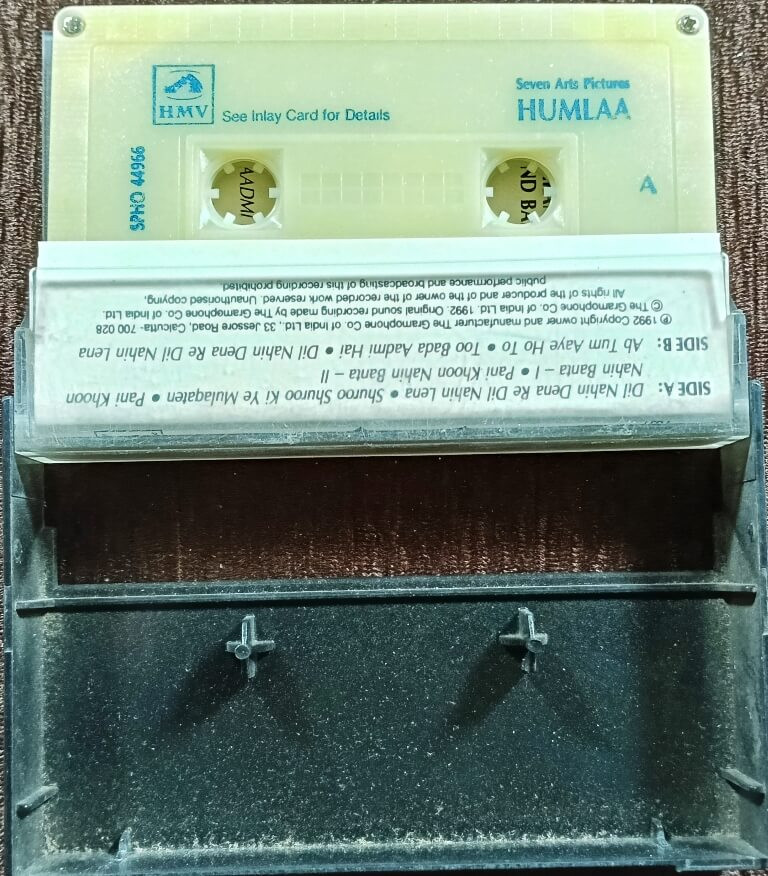 HMV
See Inlay Card for Details
Seven Arts Pictures
HUMLAA
SPHO 44966
A
AADMI
ND BA
SIDE A: Dil Nahin Dena Re Dil Nahin Lena • Shuroo Shuroo Ki Ye Mulaqaten • Pani Khoon
Nahin Banta – I • Pani Khoon Nahin Banta – II
SIDE B: Ab Tum Aaye Ho To • Too Bada Aadmi Hai • Dil Nahin Dena Re Dil Nahin Lena
℗ 1992 Copyright owner and manufacturer The Gramophone Co. of India Ltd., 33 Jessore Road, Calcutta- 700 028
© The Gramophone Co. of India Ltd. 1992. Original sound recording made by The Gramophone Co. of India Ltd.
All rights of the producer and of the owner of the recorded work reserved. Unauthorised copying,
public performance and broadcasting of this recording prohibited